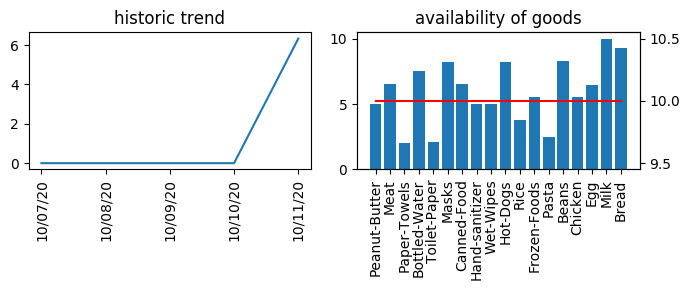 historic trend
6
4
2
0
10/07/20
10/08/20
10/09/20
10/10/20
10/11/20
availability of goods
10
5
0
10.5
10.0
9.5
Peanut-Butter
Meat
Paper-Towels
Bottled-Water
Toilet-Paper
Masks
Canned-Food
Hand-sanitizer
Wet-Wipes
Hot-Dogs
Rice
Frozen-Foods
Pasta
Beans
Chicken
Egg
Milk
Bread